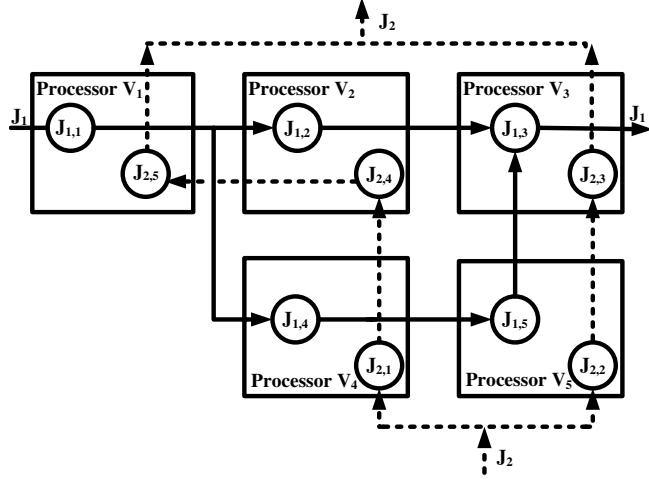 J₂
Processor V₁
Processor V₂
Processor V₃
J₁
J₁,₁
J₁,₂
J₁,₃
J₁
J₂,₅
J₂,₄
J₂,₃
J₁,₄
J₁,₅
J₂,₁
J₂,₂
Processor V₄
Processor V₅
J₂